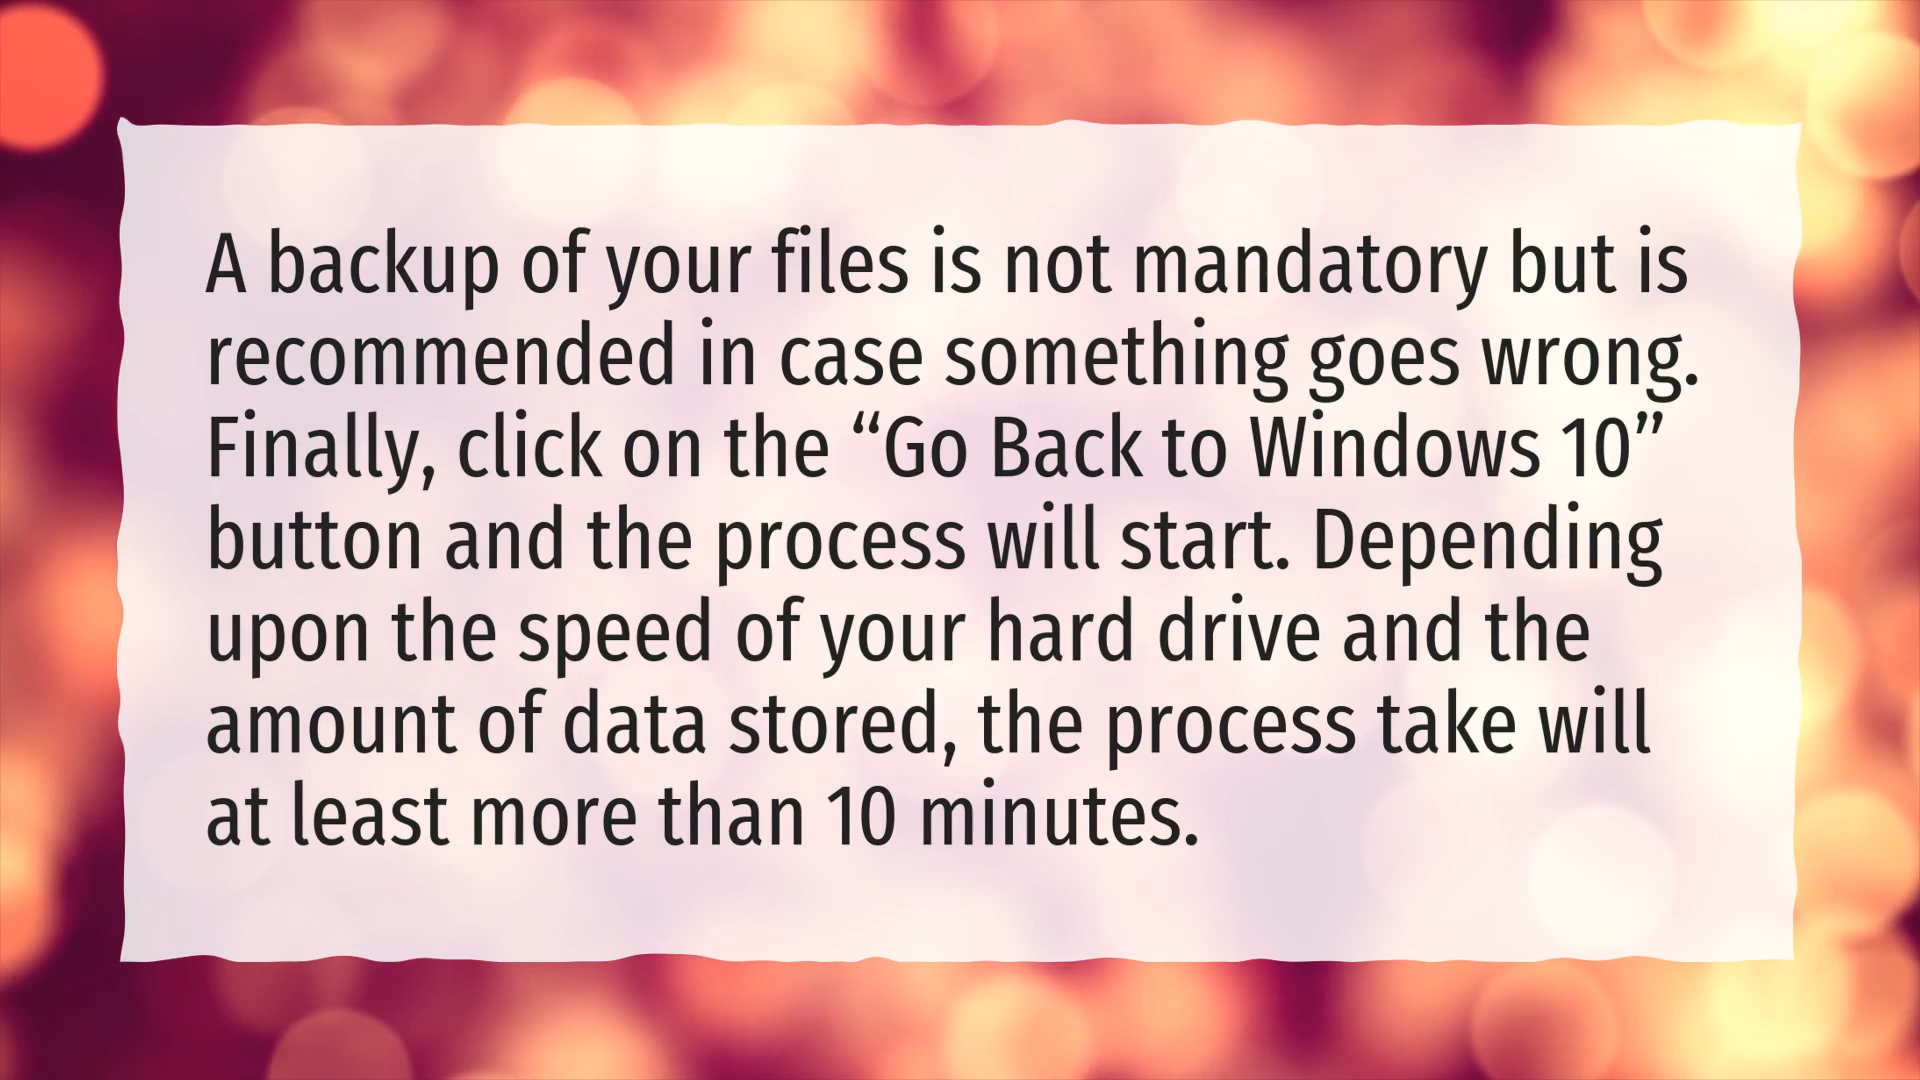 A backup of your files is not mandatory but is
recommended in case something goes wrong.
Finally, click on the “Go Back to Windows 10”
button and the process will start. Depending
upon the speed of your hard drive and the
amount of data stored, the process take will
at least more than 10 minutes.